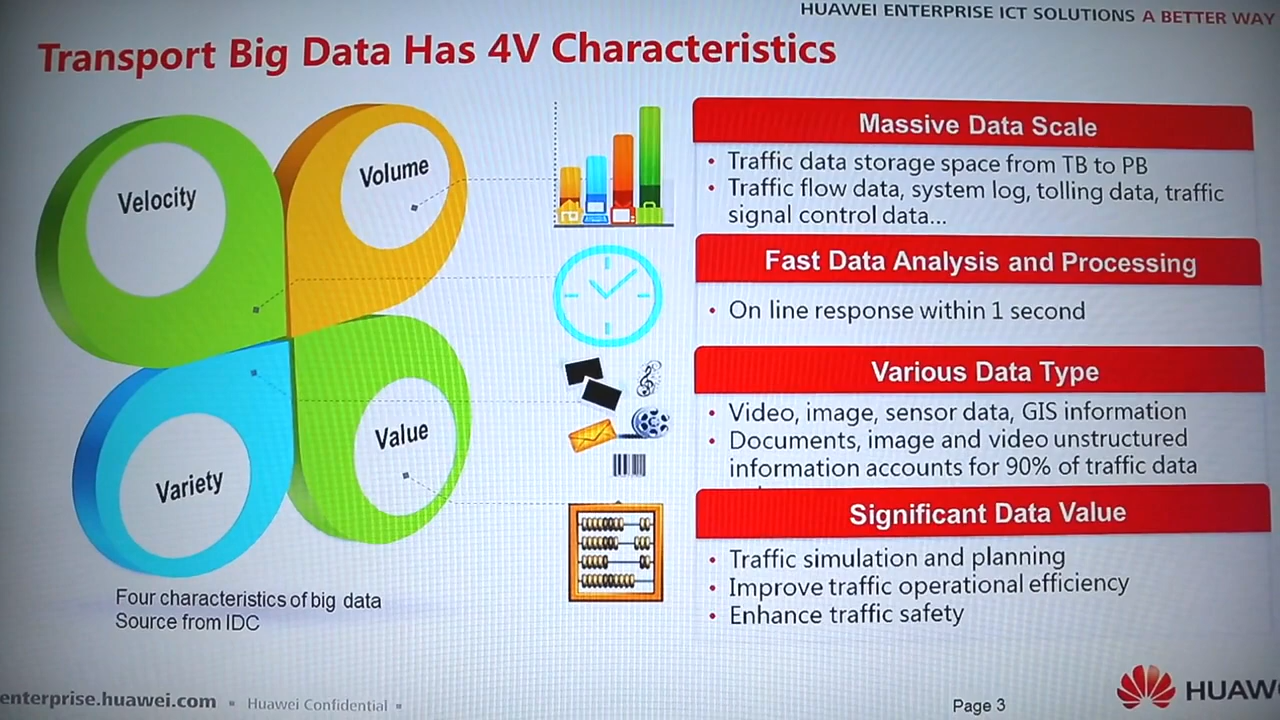 HUAWEI ENTERPRISE ICT SOLUTIONS A BETTER WAY
Transport Big Data Has 4V Characteristics
Velocity
Volume
Variety
Value
Four characteristics of big data
Source from IDC
Massive Data Scale
• Traffic data storage space from TB to PB
• Traffic flow data, system log, tolling data, traffic
signal control data...
Fast Data Analysis and Processing
• On line response within 1 second
Various Data Type
• Video, image, sensor data, GIS information
• Documents, image and video unstructured
information accounts for 90% of traffic data
Significant Data Value
• Traffic simulation and planning
• Improve traffic operational efficiency
• Enhance traffic safety
enterprise.huawei.com ▪ Huawei Confidential ▪
Page 3
HUAW